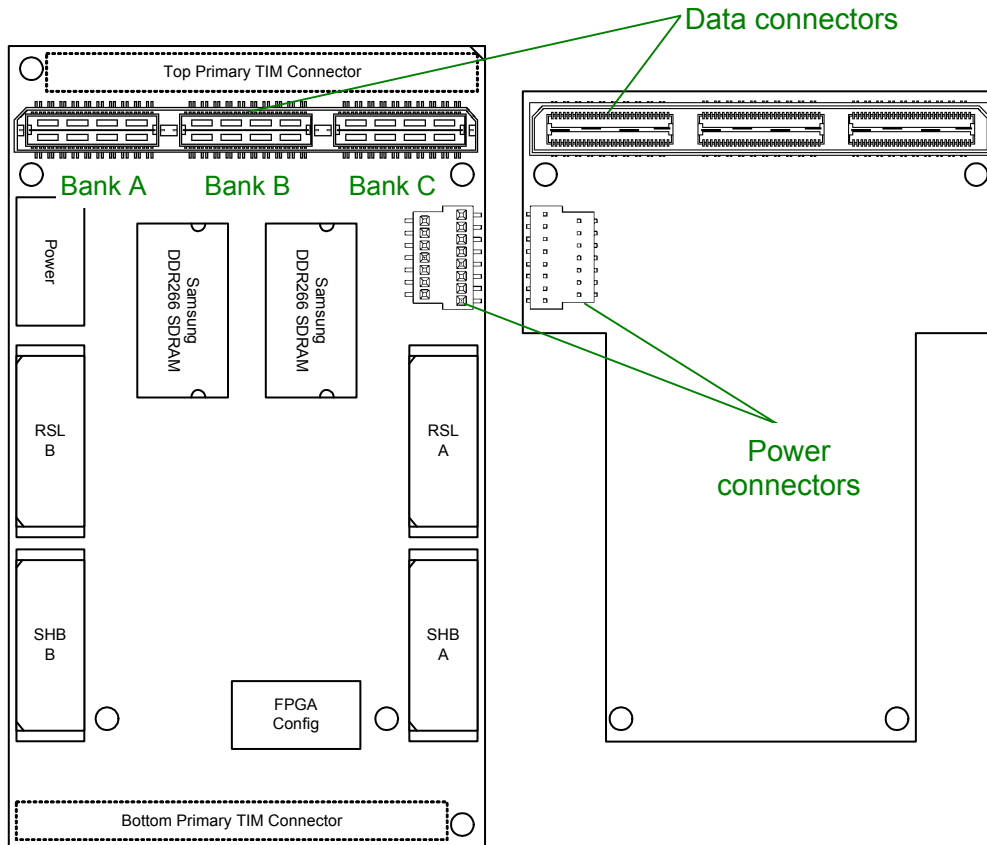 Data connectors
Top Primary TIM Connector
Bank A
Bank B
Bank C
Power
Samsung
DDR266 SDRAM
Samsung
DDR266 SDRAM
RSL
B
RSL
A
Power
connectors
SHB
B
SHB
A
FPGA
Config
Bottom Primary TIM Connector